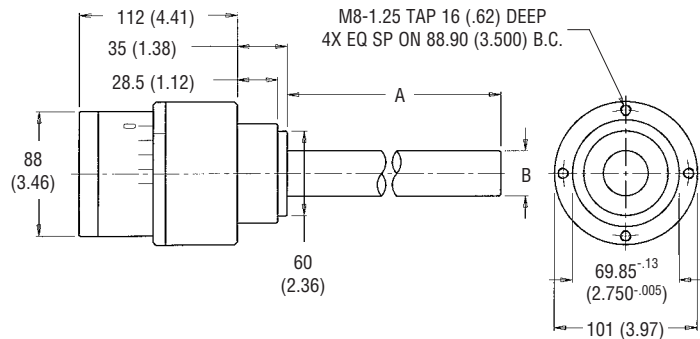 112 (4.41)
M8-1.25 TAP 16 (.62) DEEP
4X EQ SP ON 88.90 (3.500) B.C.
35 (1.38)
28.5 (1.12)
A
88
(3.46)
B
60
(2.36)
69.85-.13
(2.750-.005)
101 (3.97)